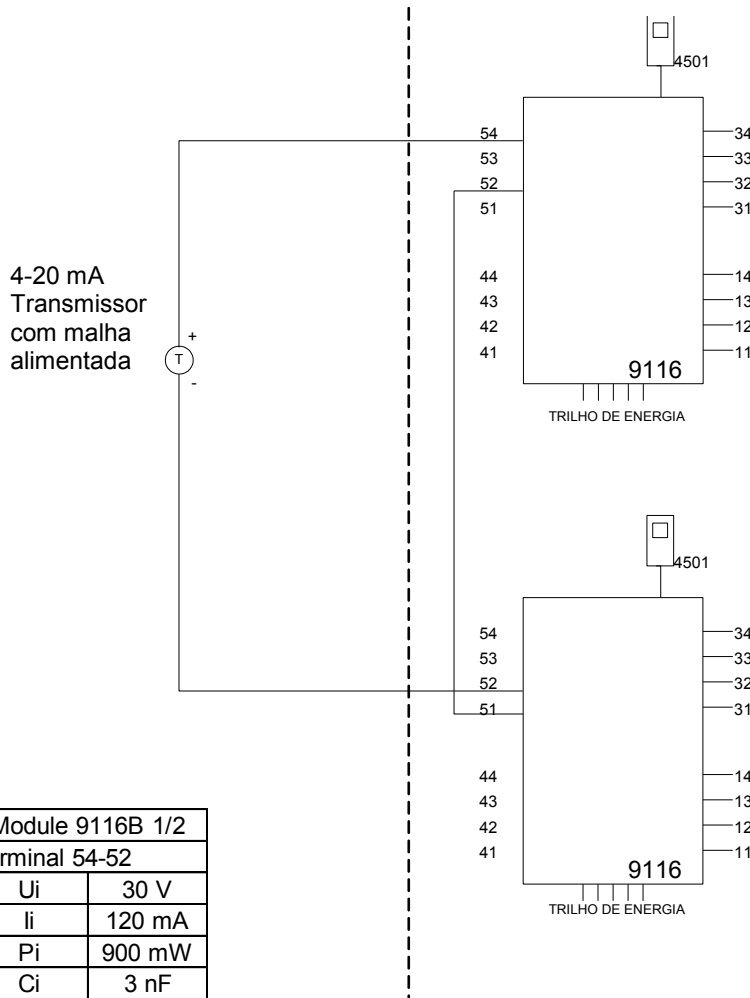 4501
54
53
52
51
44
43
42
41
34
33
32
31
14
13
12
11
9116
TRILHO DE ENERGIA
4-20 mA
Transmissor
com malha
alimentada
+
T
-
4501
54
53
52
51
44
43
42
41
34
33
32
31
14
13
12
11
9116
TRILHO DE ENERGIA
Module 9116B 1/2
rminal 54-52
Ui 30 V
Ii 120 mA
Pi 900 mW
Ci 3 nF